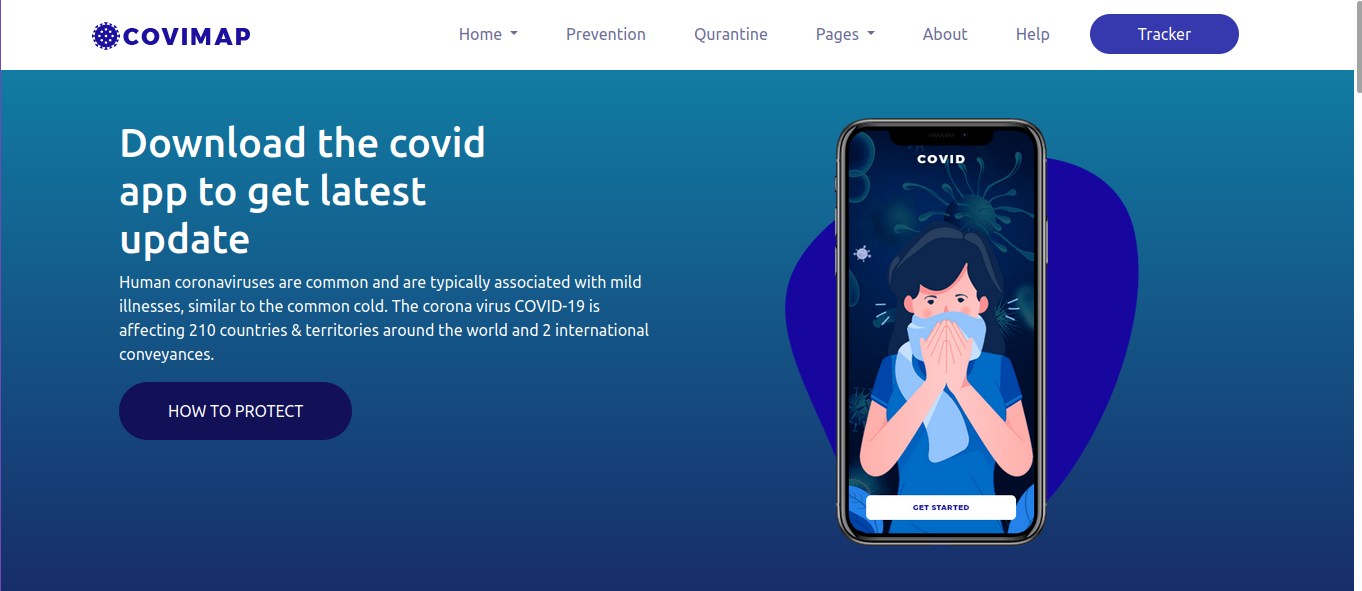 COVIMAP
Home
Prevention
Qurantine
Pages
About
Help
Tracker
Download the covid
app to get latest
update
Human coronaviruses are common and are typically associated with mild
illnesses, similar to the common cold. The corona virus COVID-19 is
affecting 210 countries & territories around the world and 2 international
conveyances.
HOW TO PROTECT
COVID
GET STARTED